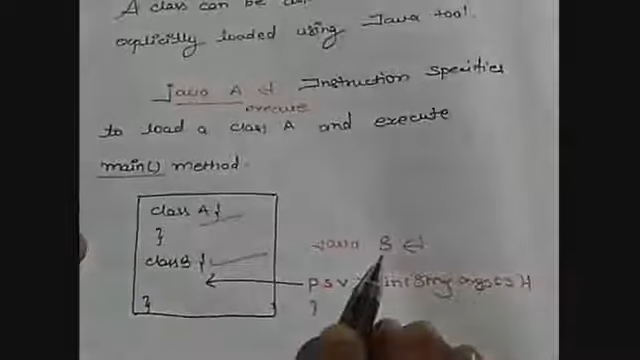 A class can be
explicitly loaded using Java tool.
Java A ↵ Instruction specifies
execute
to load a class A and execute
main() method.
class A {
}
class B {
}
Java B ↵
psv
}